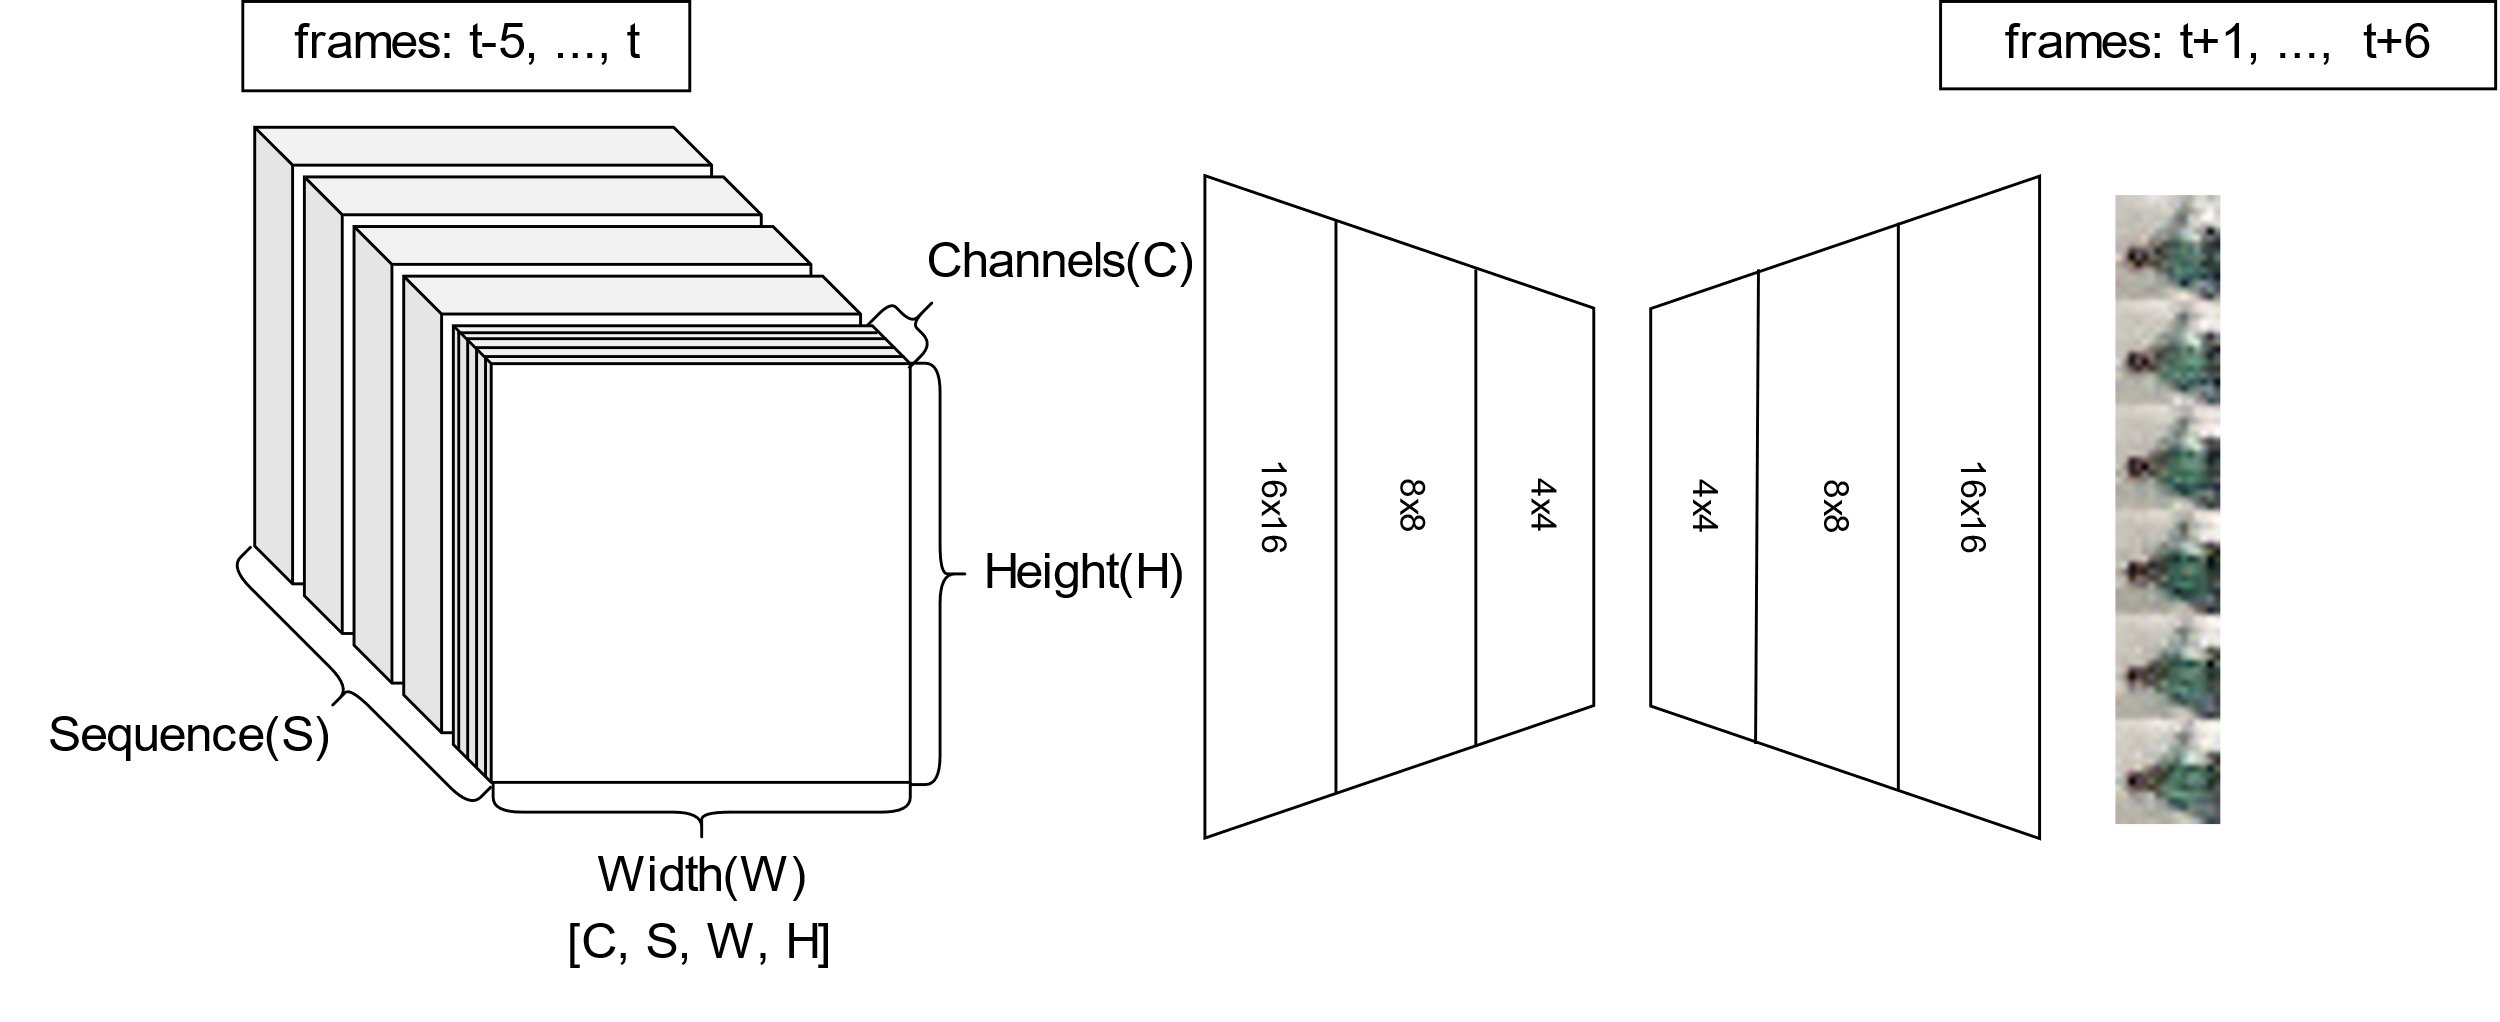 frames: t-5, ..., t
frames: t+1, ..., t+6
Channels(C)
Height(H)
Sequence(S)
Width(W)
[C, S, W, H]
16x16
8x8
4x4
4x4
8x8
16x16